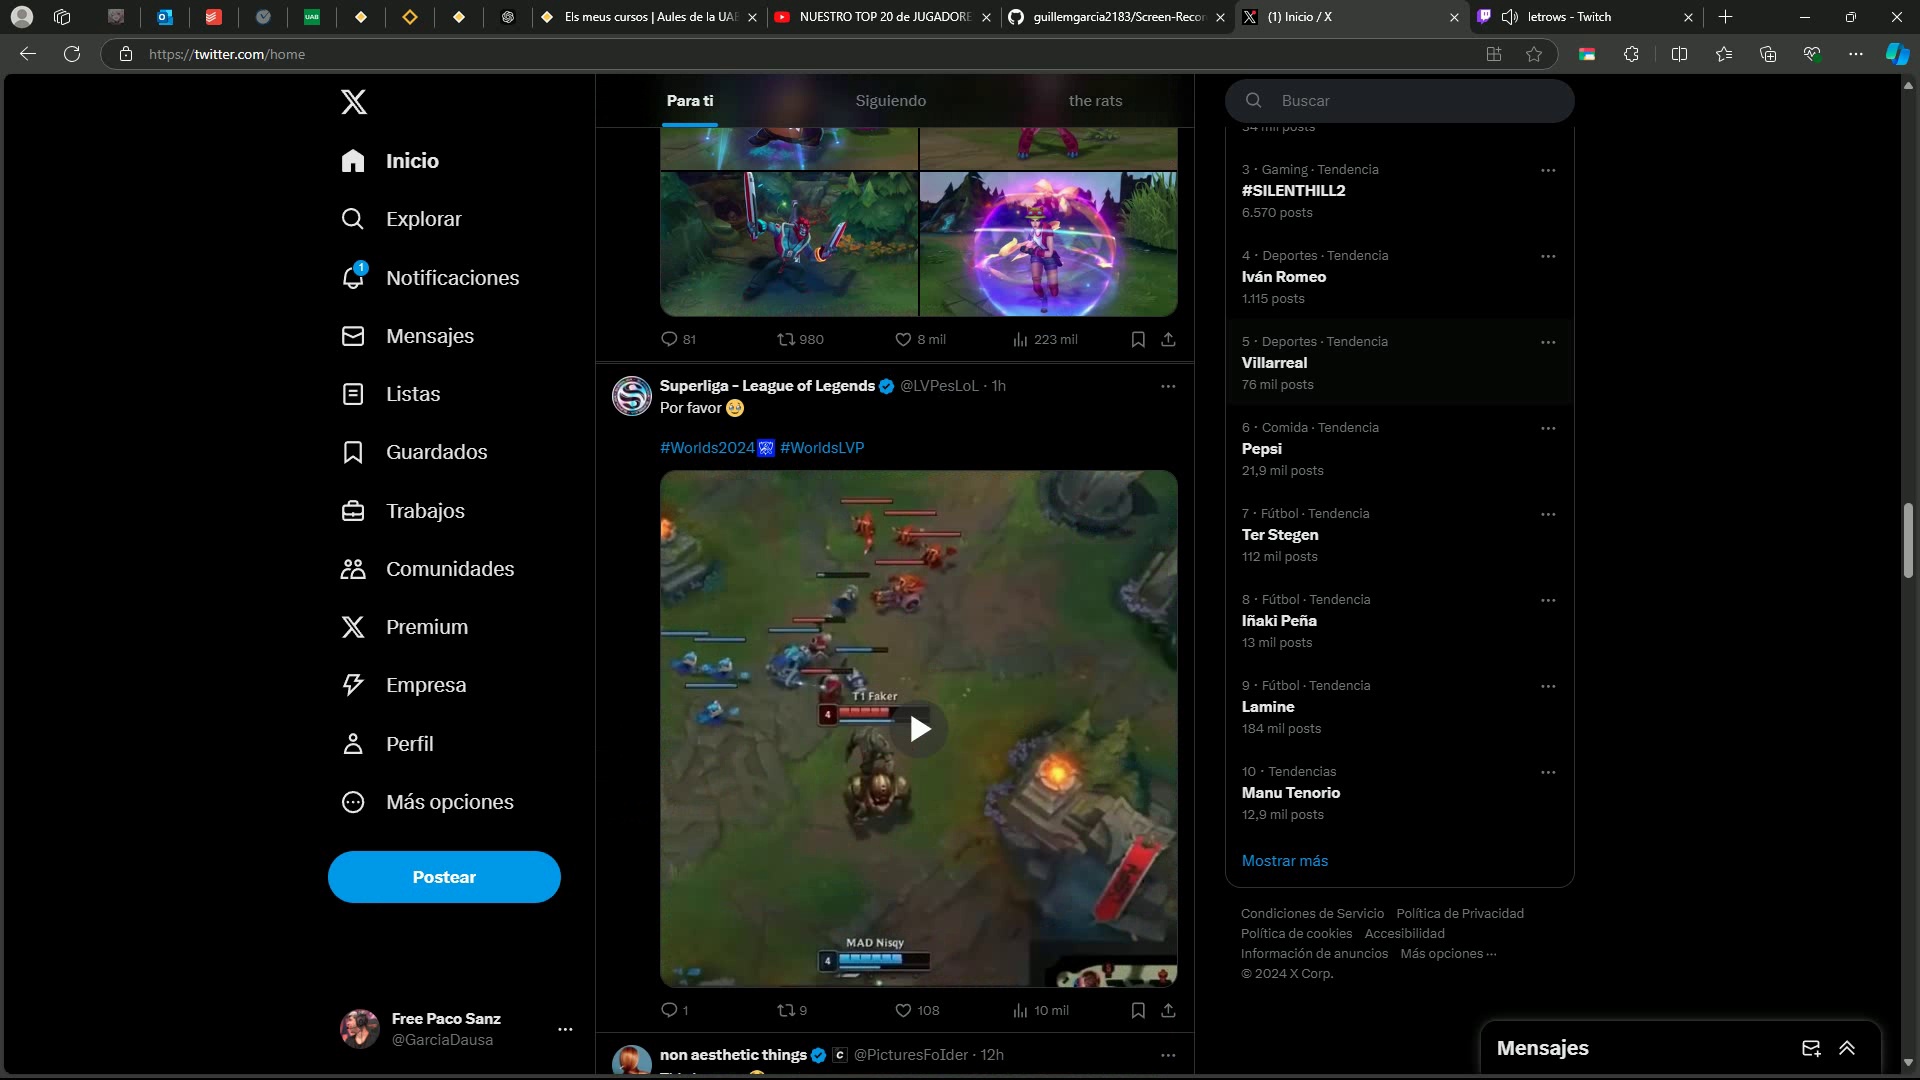 Els meus cursos | Aules de la UAB
NUESTRO TOP 20 de JUGADORE
guillemgarcia2183/Screen-Recor
(1) Inicio / X
letrows - Twitch
https://twitter.com/home
Inicio
Explorar
1
Notificaciones
Mensajes
Listas
Guardados
Trabajos
Comunidades
Premium
Empresa
Perfil
Más opciones
Postear
Free Paco Sanz
@GarciaDausa
Para ti
Siguiendo
the rats
81
980
8 mil
223 mil
Superliga - League of Legends @LVPesLoL · 1h
Por favor 🥹
#Worlds2024 #WorldsLVP
T1 Faker
4
MAD Nisqy
4
1
9
108
10 mil
non aesthetic things @PicturesFoIder · 12h
Buscar
54 mil posts
3 · Gaming · Tendencia
#SILENTHILL2
6.570 posts
4 · Deportes · Tendencia
Iván Romeo
1.115 posts
5 · Deportes · Tendencia
Villarreal
76 mil posts
6 · Comida · Tendencia
Pepsi
21,9 mil posts
7 · Fútbol · Tendencia
Ter Stegen
112 mil posts
8 · Fútbol · Tendencia
Iñaki Peña
13 mil posts
9 · Fútbol · Tendencia
Lamine
184 mil posts
10 · Tendencias
Manu Tenorio
12,9 mil posts
Mostrar más
Condiciones de Servicio Política de Privacidad
Política de cookies Accesibilidad
Información de anuncios Más opciones ···
© 2024 X Corp.
Mensajes